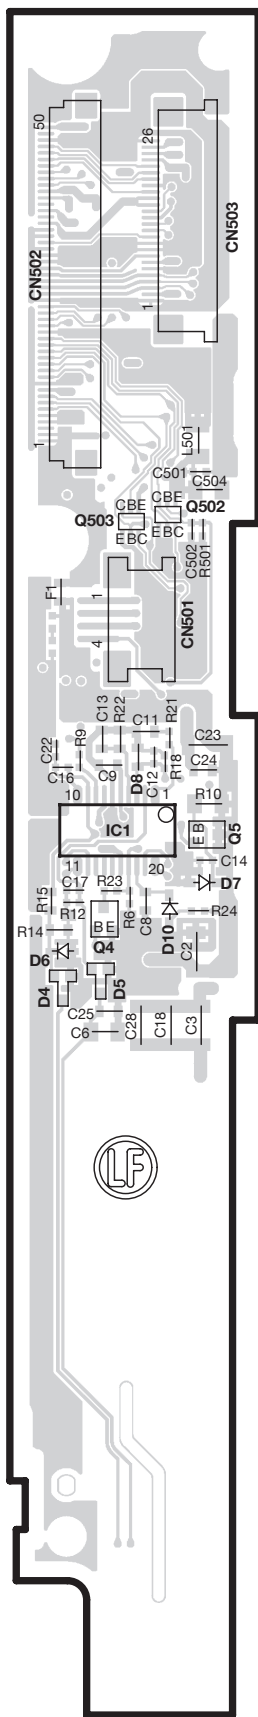 50
26
CN502
CN503
1
1
L501
C501
C504
CBE
CBE
Q502
Q503
EBC
EBC
C502
R501
F1
1
4
CN501
C13
R22
C11
R21
C23
C22
R9
C16
C9
D8
C12
R18
C24
10
1
R10
IC1
EB
Q5
11
20
C14
R15
C17
R23
D7
R12
R6
C8
R14
BE
D10
R24
D6
Q4
C2
D4
D5
C25
C6
C28
C18
C3
LF